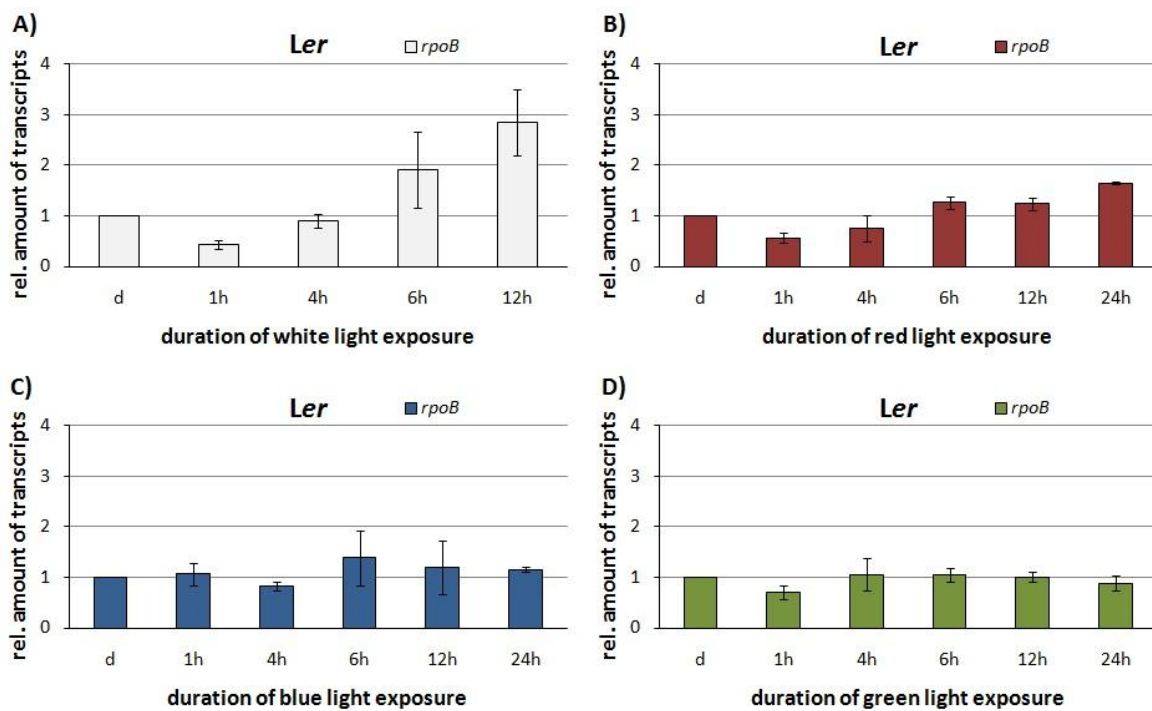 A)
Ler
rpoB
rel. amount of transcripts
4
3
2
1
0
d 1h 4h 6h 12h
duration of white light exposure
B)
Ler
rpoB
rel. amount of transcripts
4
3
2
1
0
d 1h 4h 6h 12h 24h
duration of red light exposure
C)
Ler
rpoB
rel. amount of transcripts
4
3
2
1
0
d 1h 4h 6h 12h 24h
duration of blue light exposure
D)
Ler
rpoB
rel. amount of transcripts
4
3
2
1
0
d 1h 4h 6h 12h 24h
duration of green light exposure